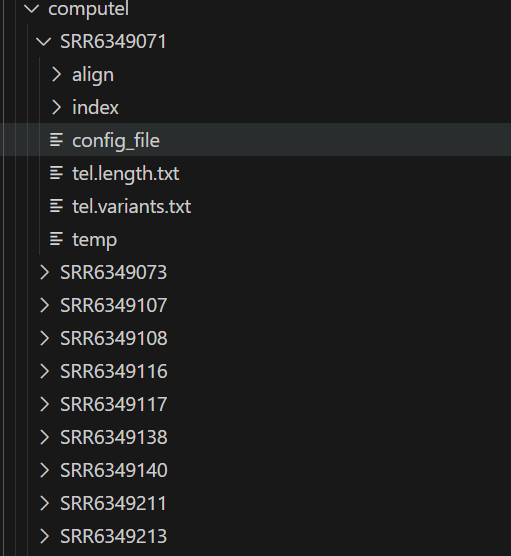 computel
SRR6349071
align
index
config_file
tel.length.txt
tel.variants.txt
temp
SRR6349073
SRR6349107
SRR6349108
SRR6349116
SRR6349117
SRR6349138
SRR6349140
SRR6349211
SRR6349213